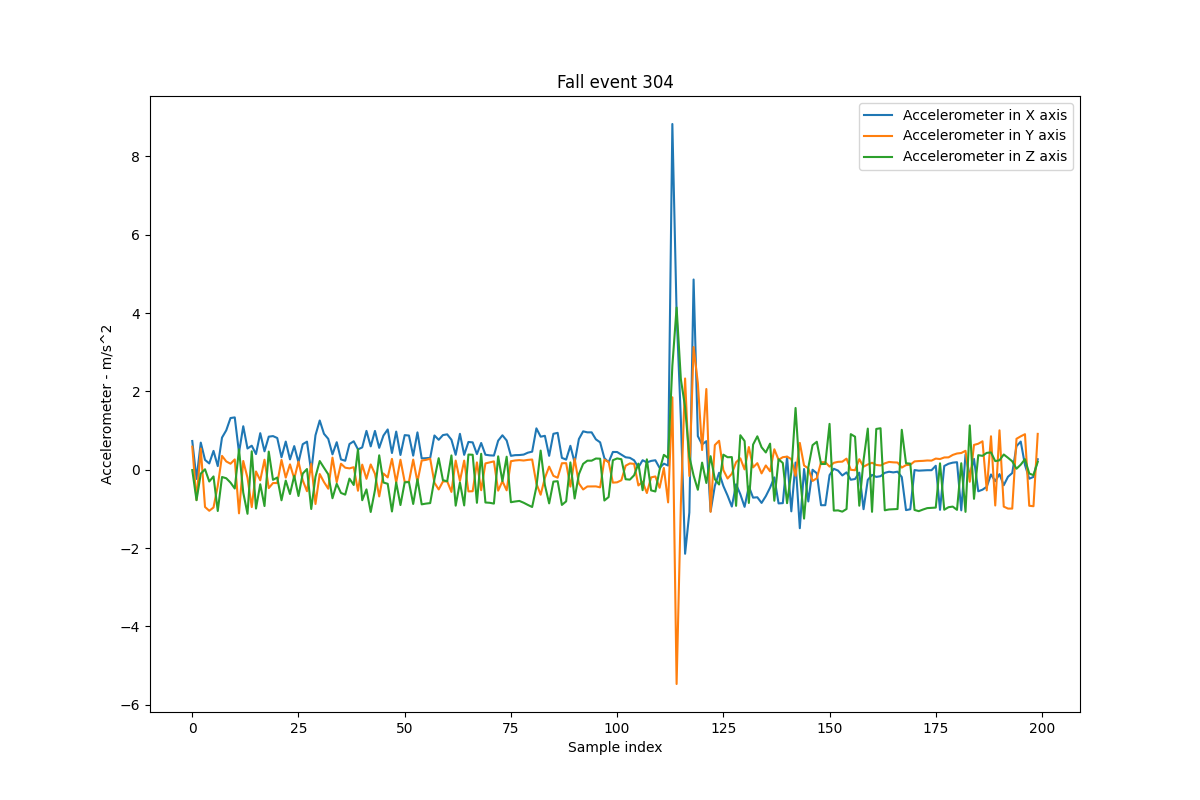 Fall event 304
Accelerometer in X axis
Accelerometer in Y axis
Accelerometer in Z axis
Accelerometer - m/s^2
8
6
4
2
0
−2
−4
−6
0 25 50 75 100 125 150 175 200
Sample index